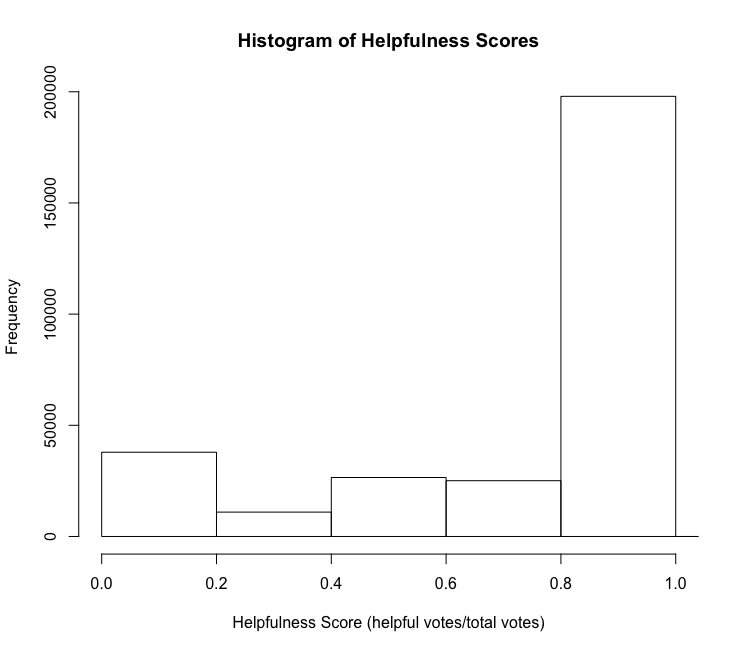 Histogram of Helpfulness Scores
200000
150000
100000
50000
0
Frequency
0.0 0.2 0.4 0.6 0.8 1.0
Helpfulness Score (helpful votes/total votes)